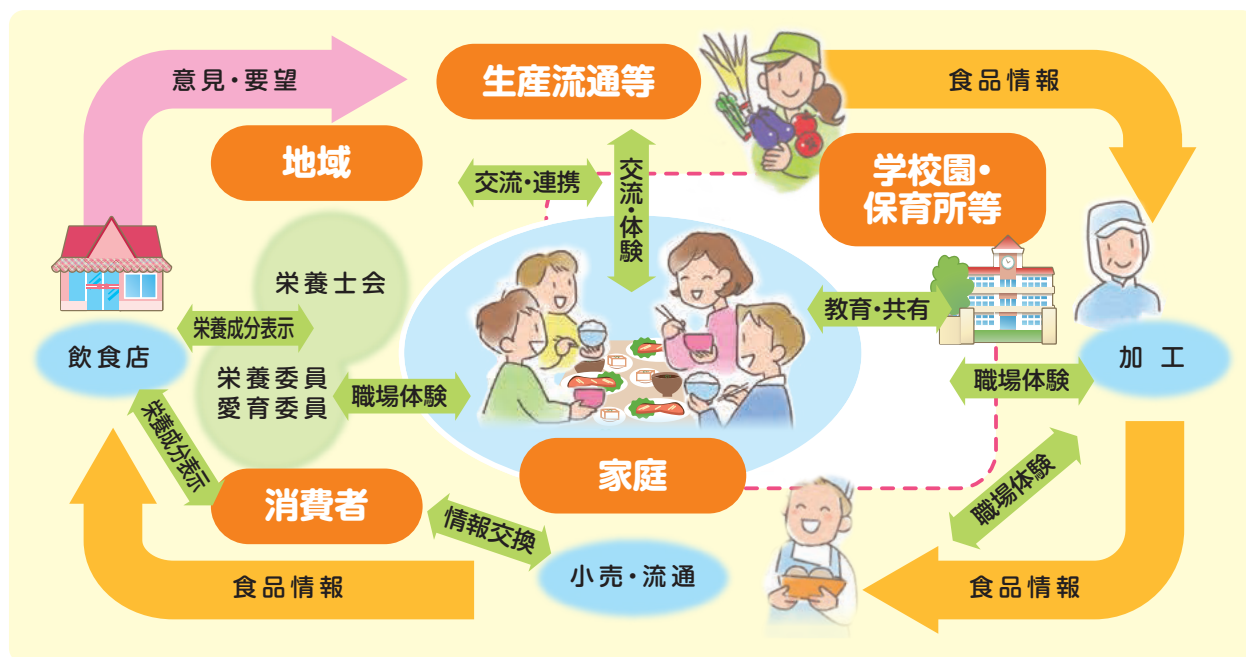 意見・要望
生産流通等
食品情報
地域
交流・連携
交流・体験
学校園・
保育所等
栄養士会
栄養成分表示
教育・共有
飲食店
栄養委員
愛育委員
職場体験
職場体験
加工
栄養成分表示
家庭
消費者
情報交換
職場体験
小売・流通
食品情報
食品情報